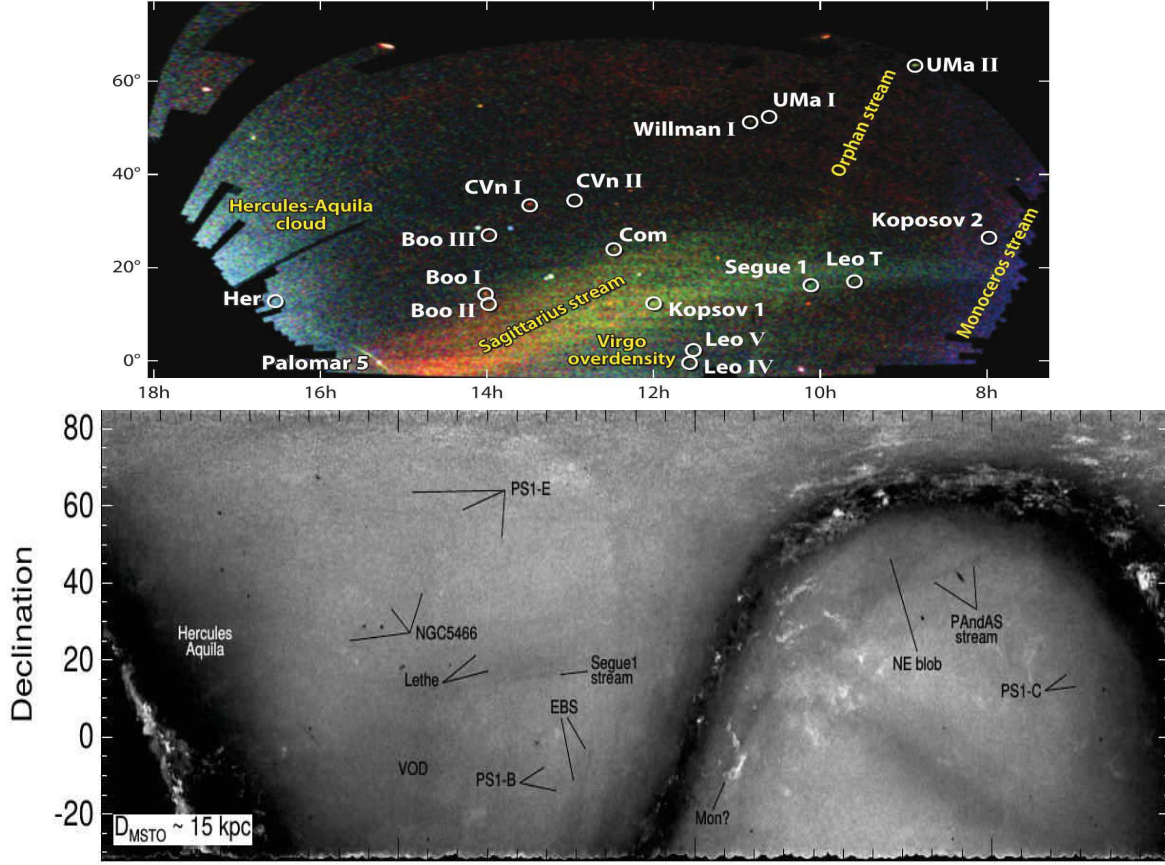 60°
40°
20°
0°
18h
16h
14h
12h
10h
8h
UMa II
UMa I
Willman I
Orphan stream
CVn I
CVn II
Hercules-Aquila
cloud
Boo III
Com
Koposov 2
Segue 1
Leo T
Boo I
Boo II
Her
Sagittarius stream
Kopsov 1
Monoceros stream
Virgo
overdensity
Leo V
Leo IV
Palomar 5
Declination
80
60
40
20
0
-20
PS1-E
Hercules
Aquila
NGC5466
Lethe
Segue1
stream
EBS
VOD
PS1-B
PAndAS
stream
NE blob
PS1-C
Mon?
D_MSTO ~ 15 kpc